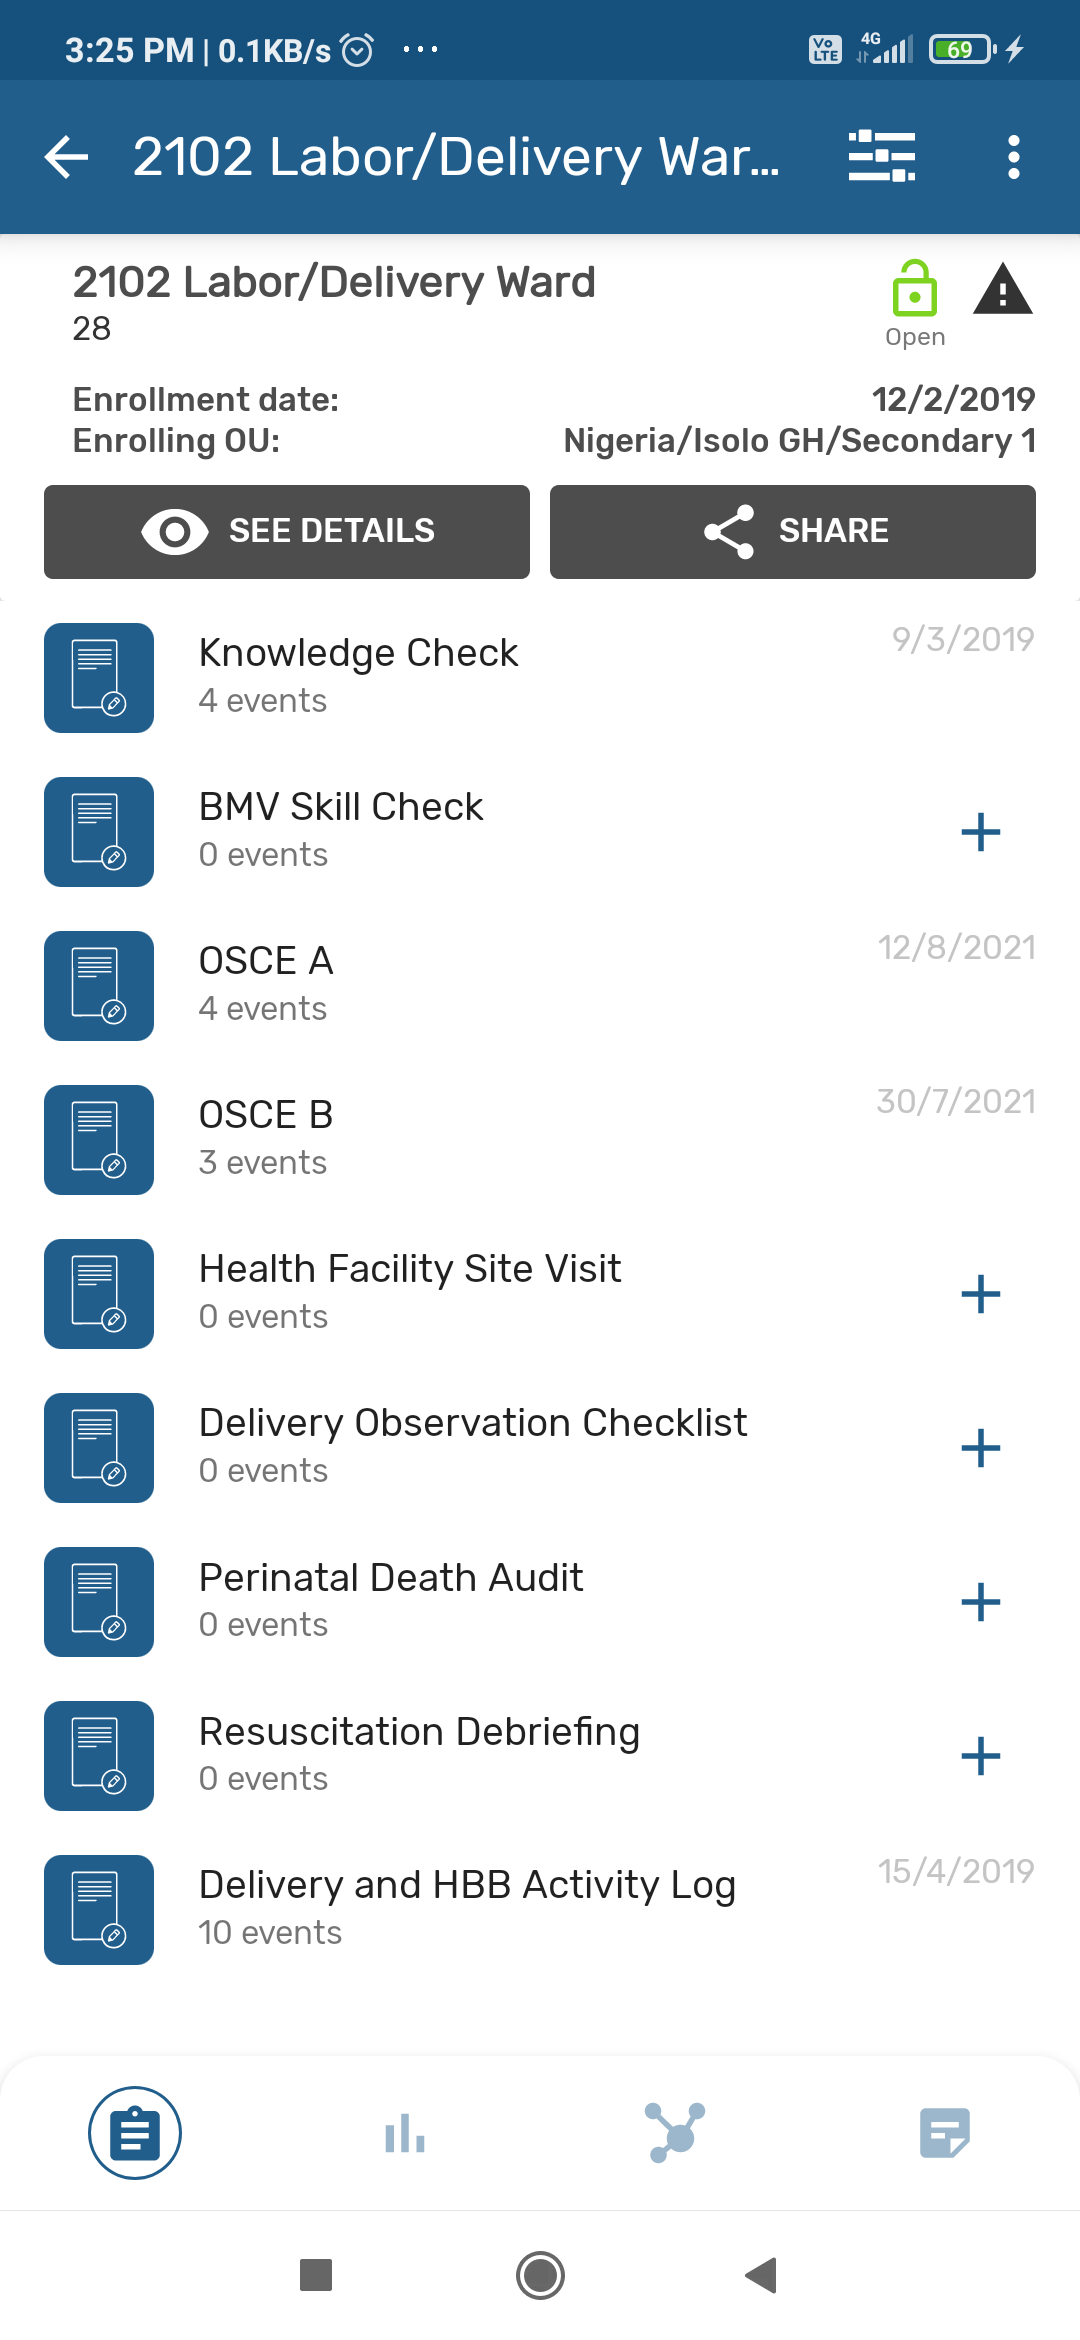 3:25 PM | 0.1KB/s ...
Vo LTE 4G 69
2102 Labor/Delivery War...
2102 Labor/Delivery Ward
28
Open
Enrollment date: 12/2/2019
Enrolling OU: Nigeria/Isolo GH/Secondary 1
SEE DETAILS SHARE
Knowledge Check 9/3/2019
4 events
BMV Skill Check
0 events
OSCE A 12/8/2021
4 events
OSCE B 30/7/2021
3 events
Health Facility Site Visit
0 events
Delivery Observation Checklist
0 events
Perinatal Death Audit
0 events
Resuscitation Debriefing
0 events
Delivery and HBB Activity Log 15/4/2019
10 events